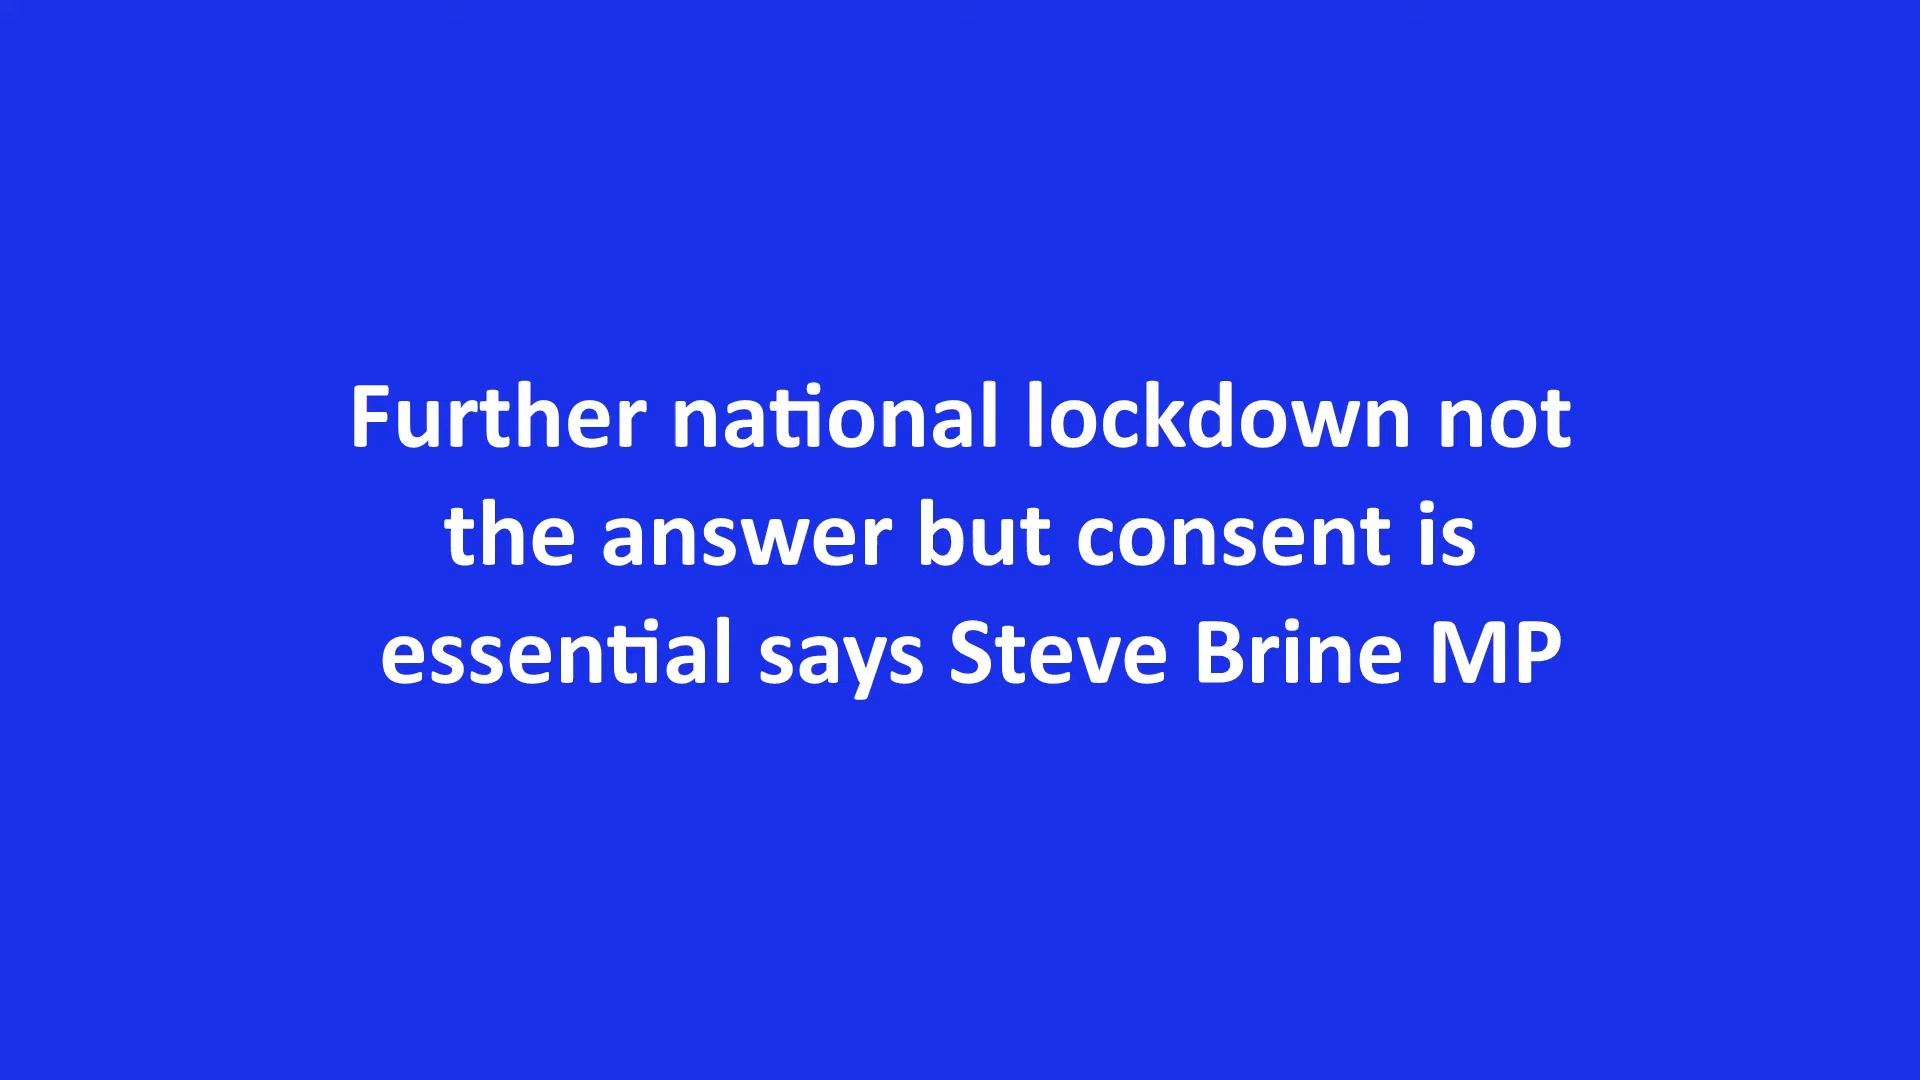 Further national lockdown not
the answer but consent is
essential says Steve Brine MP